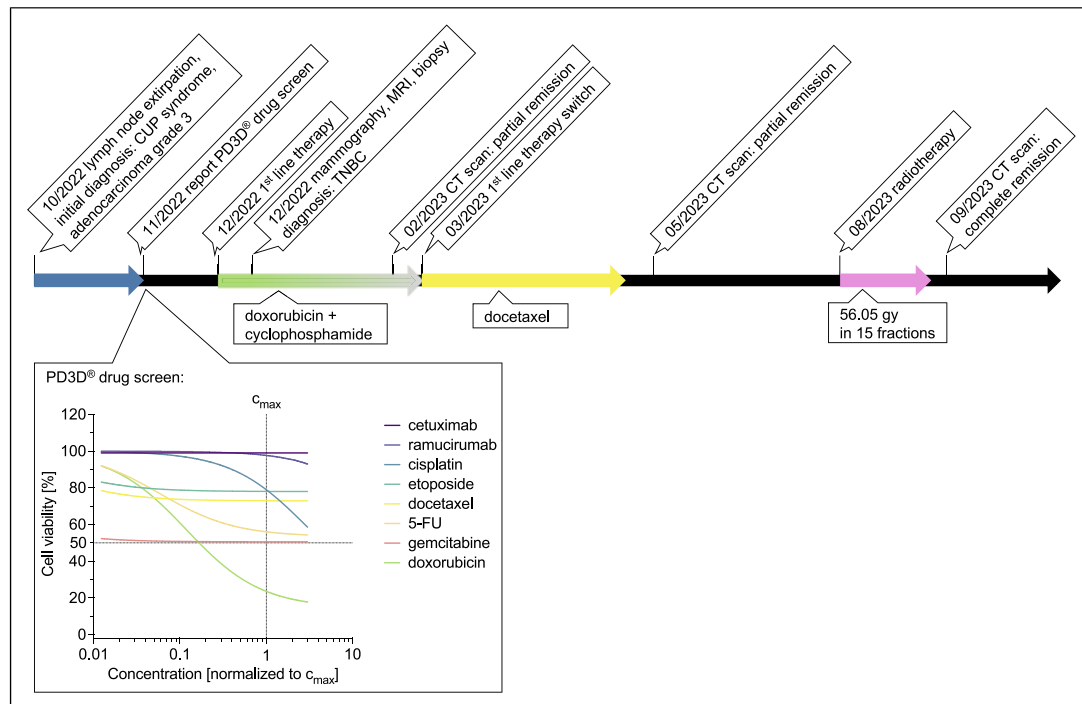 10/2022 lymph node extirpation,
initial diagnosis: CUP syndrome,
adenocarcinoma grade 3
11/2022 report PD3D® drug screen
12/2022 1st line therapy
12/2022 mammography, MRI, biopsy
diagnosis: TNBC
02/2023 CT scan: partial remission
03/2023 1st line therapy switch
05/2023 CT scan: partial remission
08/2023 radiotherapy
09/2023 CT scan:
complete remission
doxorubicin +
cyclophosphamide
docetaxel
56.05 gy
in 15 fractions
PD3D® drug screen:
cmax
120
100
80
60
50
40
20
0
Cell viability [%]
0.01
0.1
1
10
Concentration [normalized to cmax]
cetuximab
ramucirumab
cisplatin
etoposide
docetaxel
5-FU
gemcitabine
doxorubicin